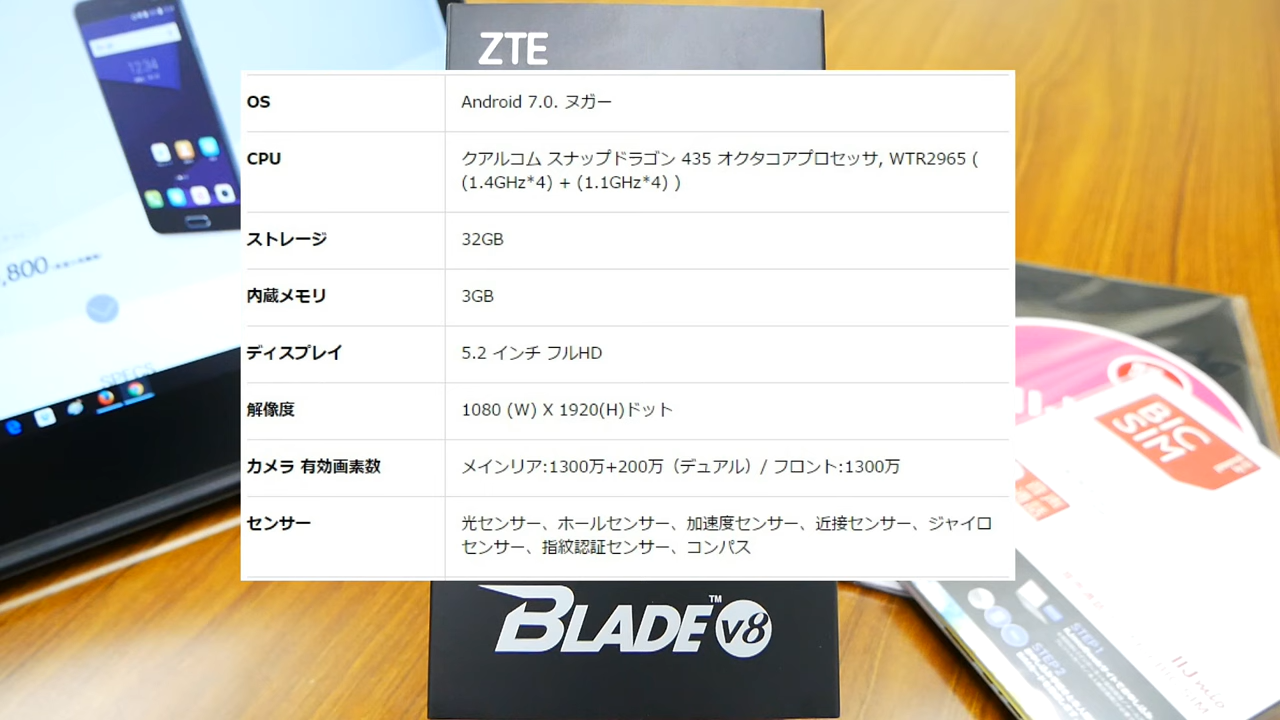 ZTE
OS
Android 7.0. ヌガー
CPU
クアルコム スナップドラゴン 435 オクタコアプロセッサ, WTR2965 (
(1.4GHz*4) + (1.1GHz*4) )
ストレージ
32GB
内蔵メモリ
3GB
ディスプレイ
5.2 インチ フルHD
解像度
1080 (W) X 1920(H)ドット
カメラ 有効画素数
メインリア:1300万+200万（デュアル）/ フロント:1300万
センサー
光センサー、ホールセンサー、加速度センサー、近接センサー、ジャイロ
センサー、指紋認証センサー、コンパス
BLADE™ V8
1234
,800
SPECS
BIC
SIM
STEP1
STEP2
IIJmio